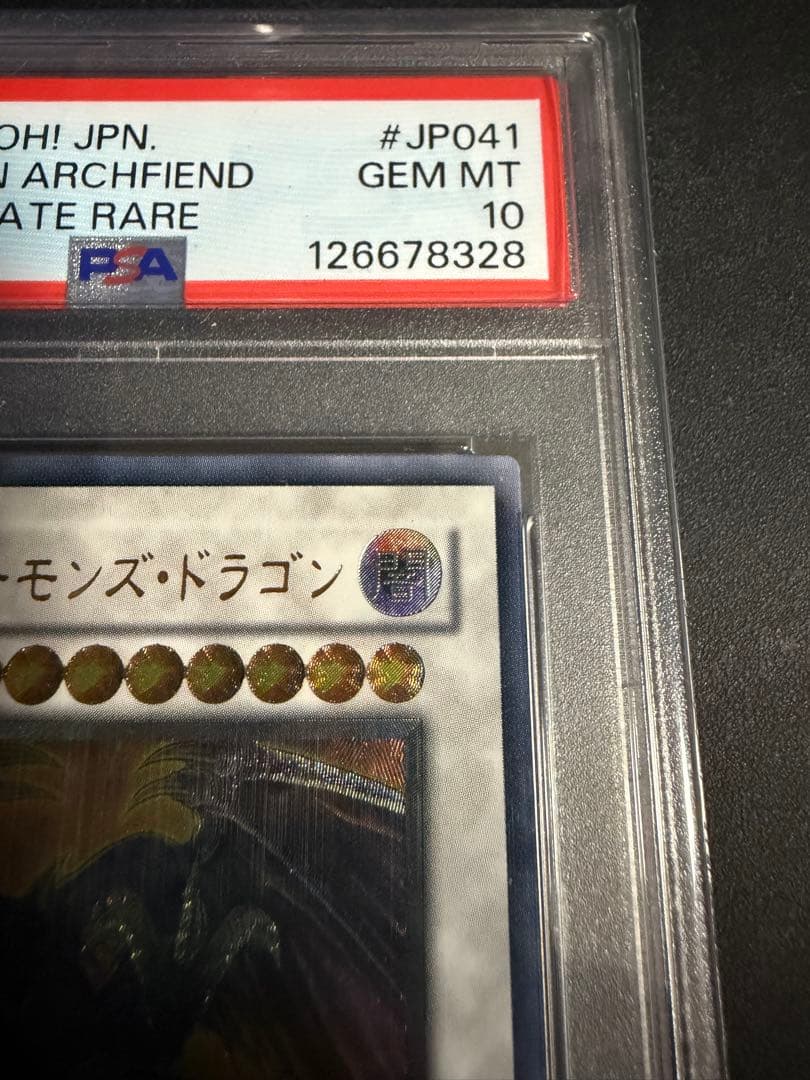 OH! JPN. #JP041
N ARCHFIEND GEM MT
ATE RARE 10
PSA 126678328
ーモンズ・ドラゴン 闇